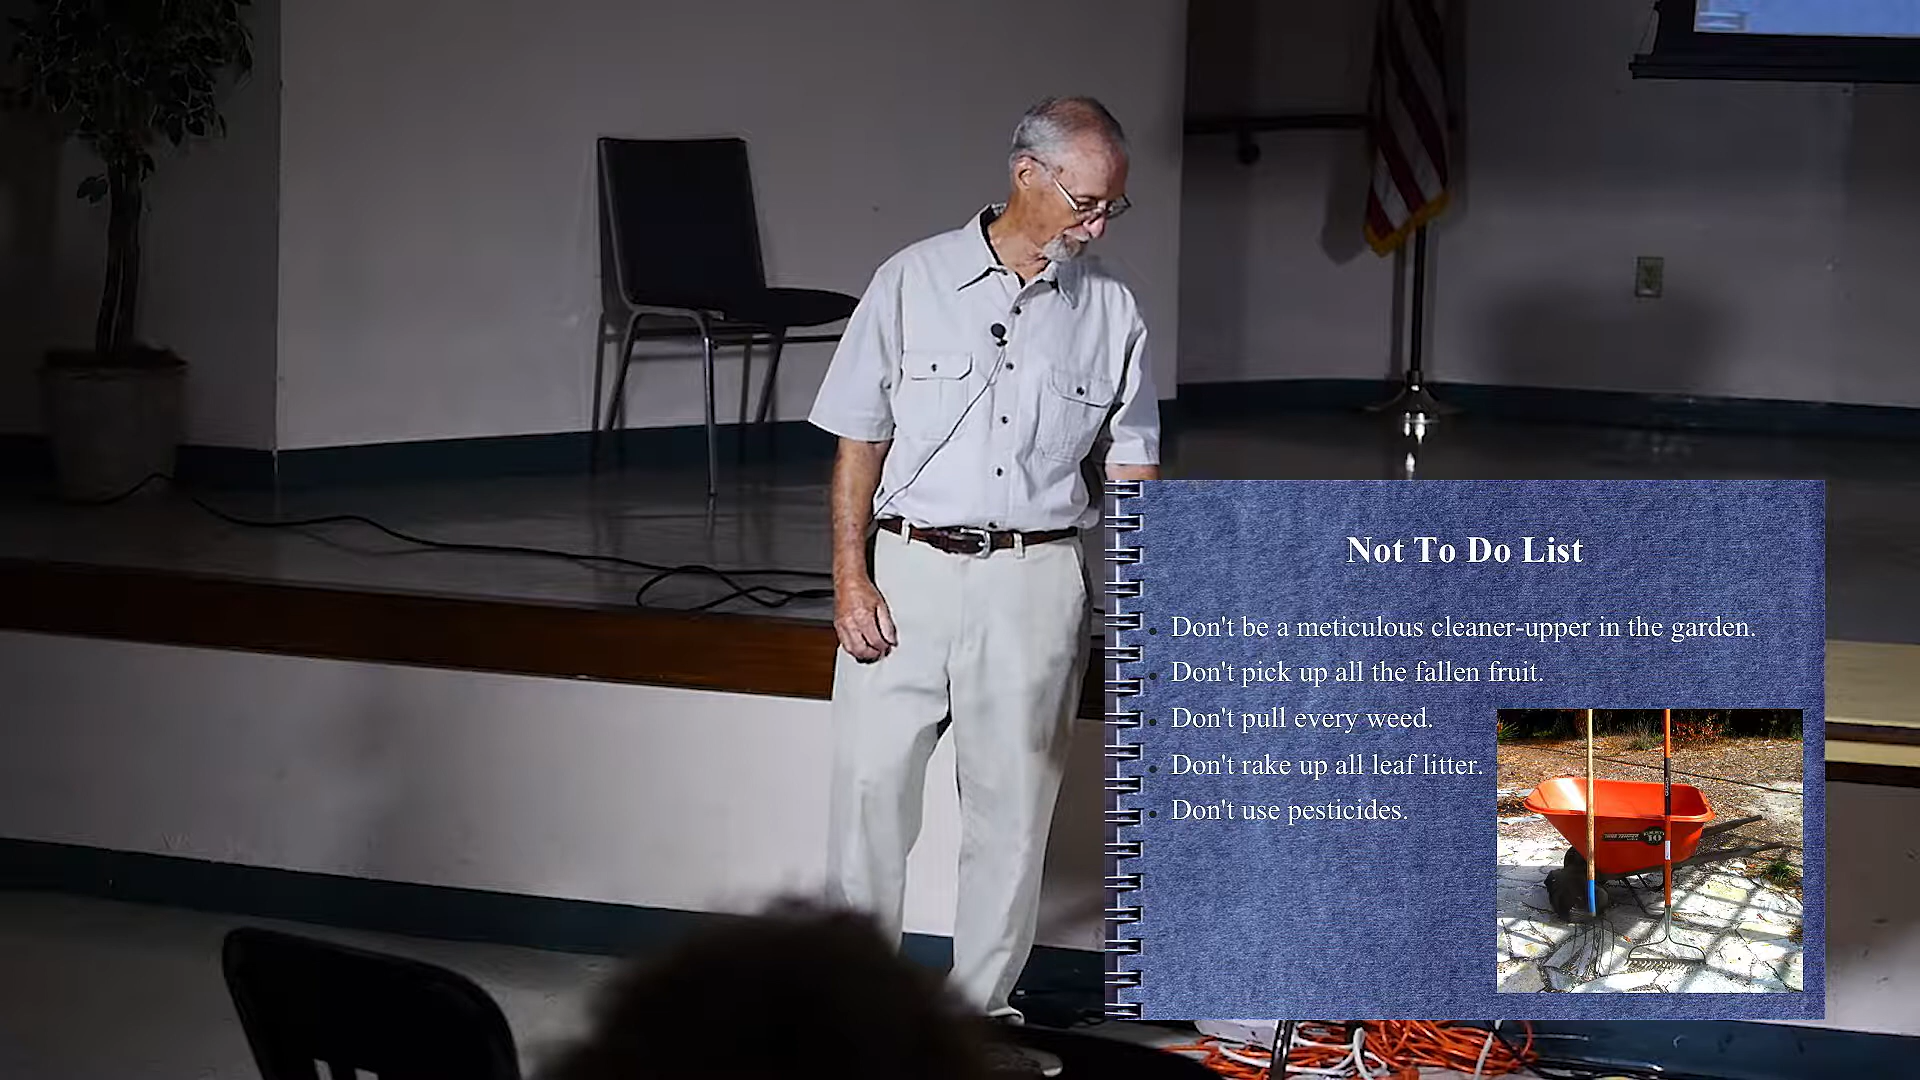 Not To Do List
Don't be a meticulous cleaner-upper in the garden.
Don't pick up all the fallen fruit.
Don't pull every weed.
Don't rake up all leaf litter.
Don't use pesticides.
10